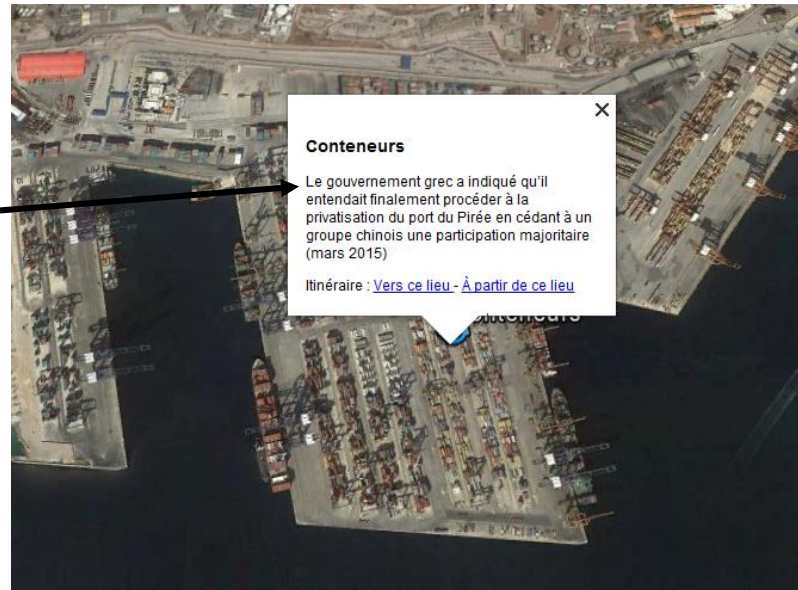 Conteneurs
Le gouvernement grec a indiqué qu'il
entendait finalement procéder à la
privatisation du port du Pirée en cédant à un
groupe chinois une participation majoritaire
(mars 2015)
Itinéraire : Vers ce lieu - À partir de ce lieu
Conteneurs